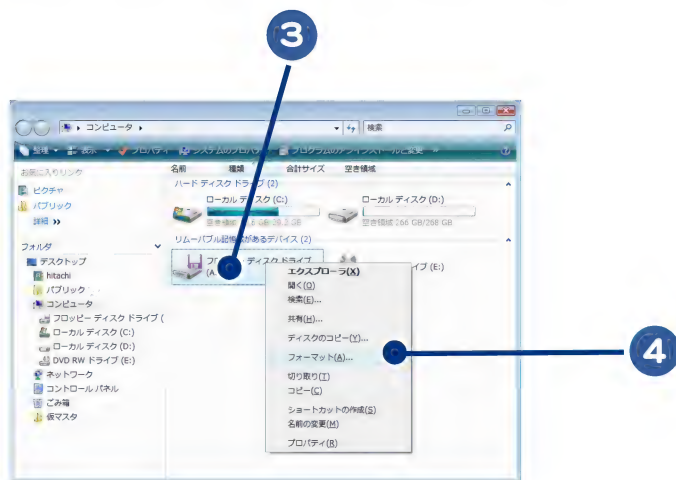 3
コンピュータ
検索
整理 表示 プロパティ システムのプロパティ プログラムのアンインストールと変更 »
お気に入りリンク
ピクチャ
パブリック
詳細 »
フォルダ
デスクトップ
hitachi
パブリック
コンピュータ
フロッピー ディスク ドライブ (
ローカル ディスク (C:)
ローカル ディスク (D:)
DVD RW ドライブ (E:)
ネットワーク
コントロール パネル
ごみ箱
仮マスタ
名前 種類 合計サイズ 空き領域
ハード ディスク ドライブ (2)
ローカル ディスク (C:)
空き領域 GB/29.2 GB
ローカル ディスク (D:)
空き領域 266 GB/268 GB
リムーバブル記憶域があるデバイス (2)
フロッピー ディスク ドライブ
(A:
イブ (E:)
エクスプローラ(X)
開く(O)
検索(E)...
共有(H)...
ディスクのコピー(Y)...
フォーマット(A)...
4
切り取り(T)
コピー(C)
ショートカットの作成(S)
名前の変更(M)
プロパティ(R)